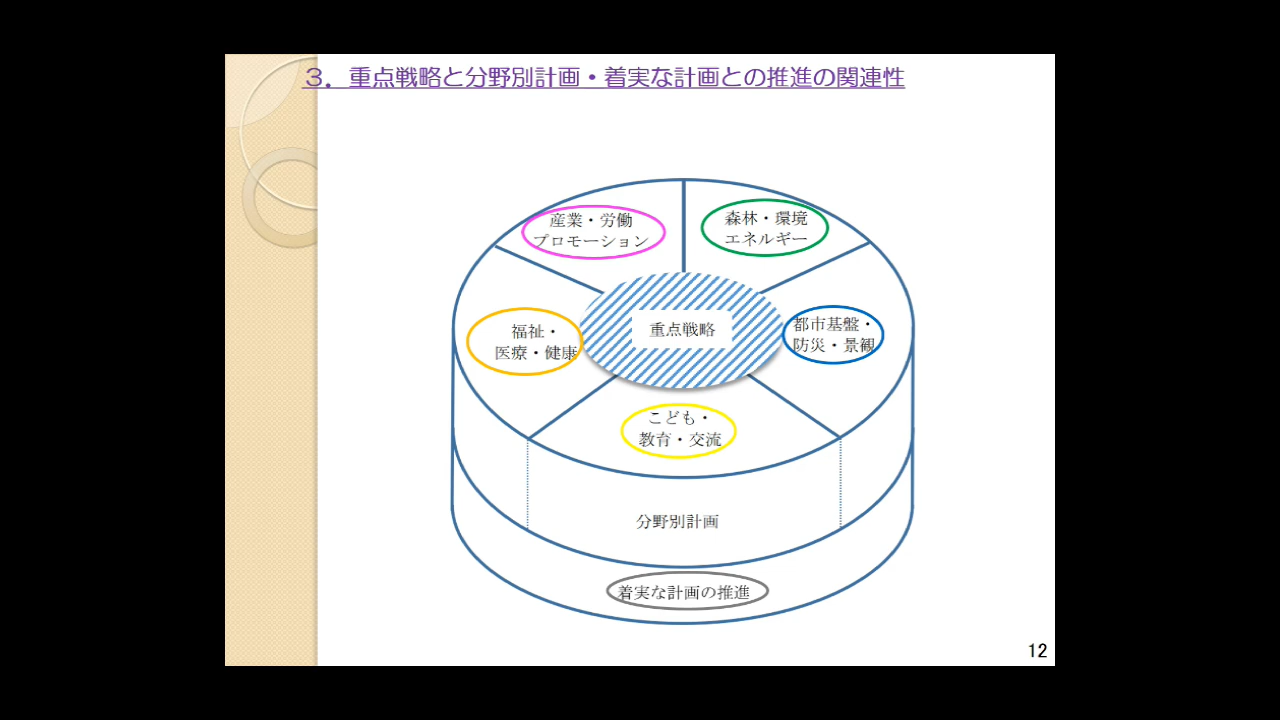 ３．重点戦略と分野別計画・着実な計画との推進の関連性
産業・労働
プロモーション
森林・環境
エネルギー
福祉・
医療・健康
重点戦略
都市基盤・
防災・景観
こども・
教育・交流
分野別計画
着実な計画の推進
12